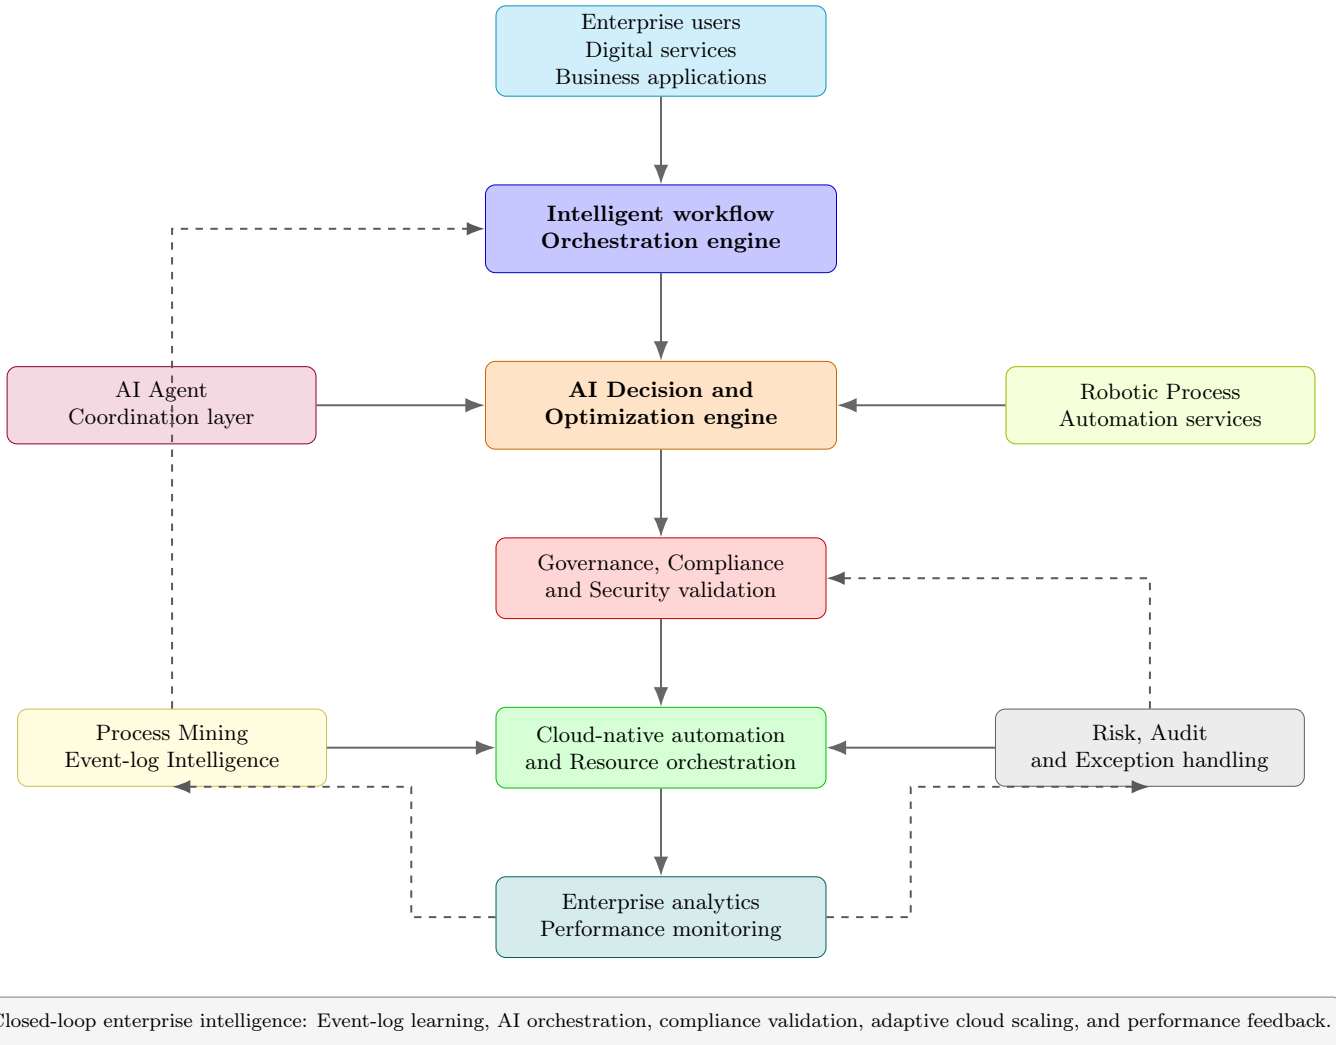 Enterprise users
Digital services
Business applications
Intelligent workflow
Orchestration engine
AI Agent
Coordination layer
AI Decision and
Optimization engine
Robotic Process
Automation services
Governance, Compliance
and Security validation
Process Mining
Event-log Intelligence
Cloud-native automation
and Resource orchestration
Risk, Audit
and Exception handling
Enterprise analytics
Performance monitoring
Closed-loop enterprise intelligence: Event-log learning, AI orchestration, compliance validation, adaptive cloud scaling, and performance feedback.